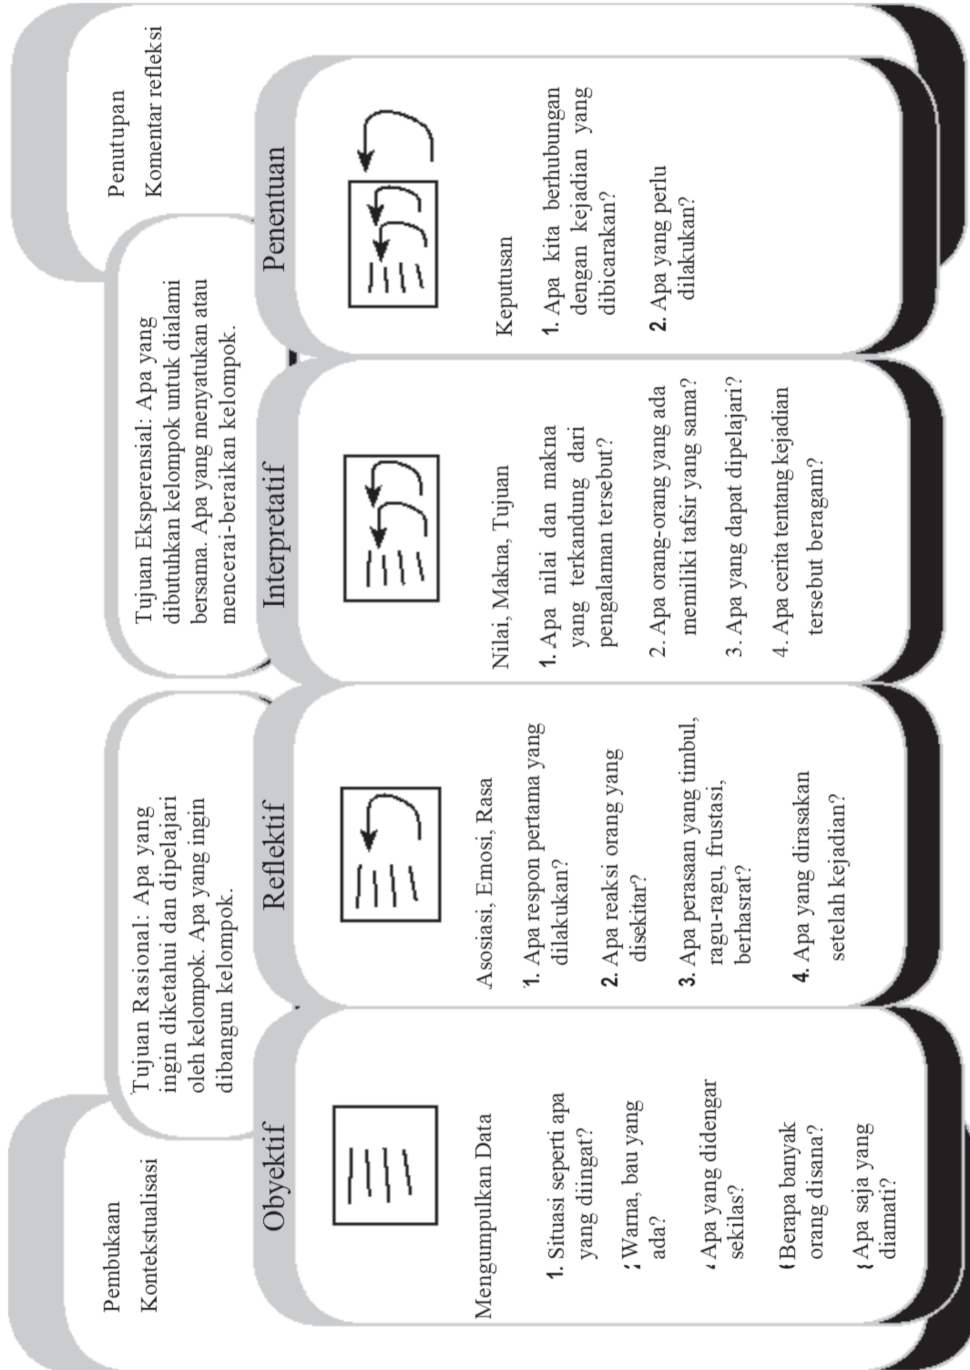 Pembukaan
Kontekstualisasi
Tujuan Rasional: Apa yang
ingin diketahui dan dipelajari
oleh kelompok. Apa yang ingin
dibangun kelompok.
Tujuan Eksperensial: Apa yang
dibutuhkan kelompok untuk dialami
bersama. Apa yang menyatukan atau
mencerai-beraikan kelompok.
Penutupan
Komentar refleksi
Obyektif
Mengumpulkan Data
1. Situasi seperti apa
yang diingat?
Warna, bau yang
ada?
Apa yang didengar
sekilas?
Berapa banyak
orang disana?
Apa saja yang
diamati?
Reflektif
Asosiasi, Emosi, Rasa
1. Apa respon pertama yang
dilakukan?
2. Apa reaksi orang yang
disekitar?
3. Apa perasaan yang timbul,
ragu-ragu, frustasi,
berhasrat?
4. Apa yang dirasakan
setelah kejadian?
Interpretatif
Nilai, Makna, Tujuan
1. Apa nilai dan makna
yang terkandung dari
pengalaman tersebut?
2. Apa orang-orang yang ada
memiliki tafsir yang sama?
3. Apa yang dapat dipelajari?
4. Apa cerita tentang kejadian
tersebut beragam?
Penentuan
Keputusan
1. Apa kita berhubungan
dengan kejadian yang
dibicarakan?
2. Apa yang perlu
dilakukan?